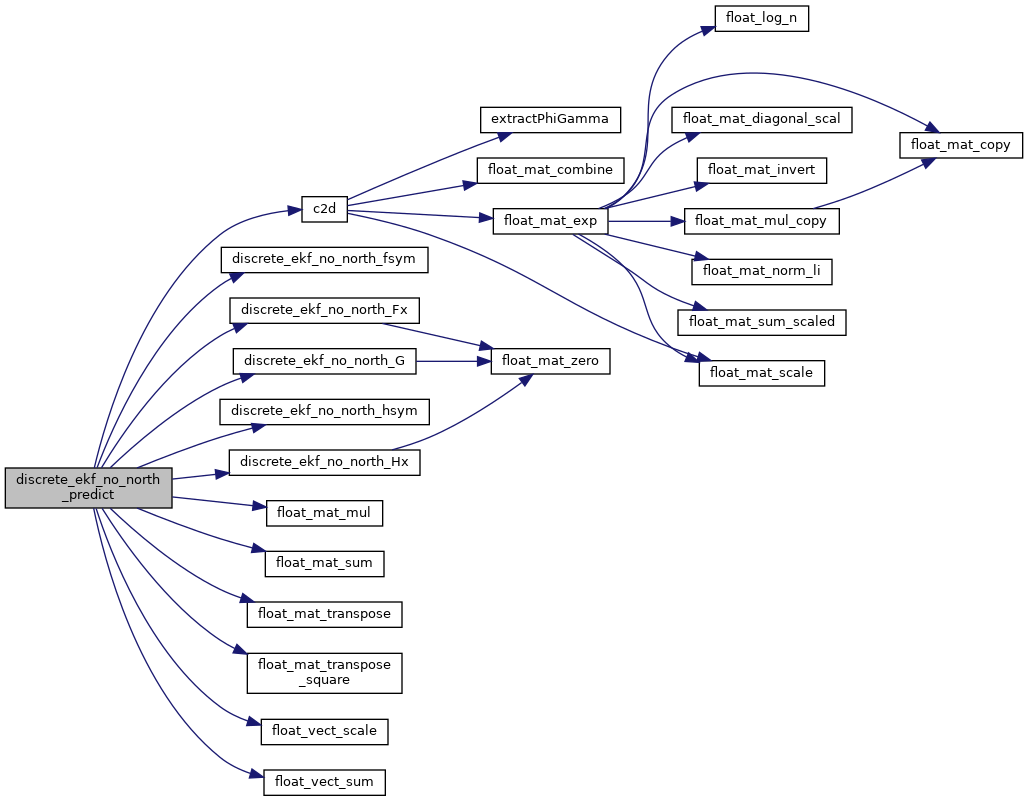 float_log_n
extractPhiGamma
float_mat_diagonal_scal
float_mat_copy
float_mat_combine
float_mat_invert
c2d
float_mat_exp
float_mat_mul_copy
discrete_ekf_no_north_fsym
float_mat_norm_li
discrete_ekf_no_north_Fx
float_mat_sum_scaled
discrete_ekf_no_north_G
float_mat_zero
float_mat_scale
discrete_ekf_no_north_hsym
discrete_ekf_no_north_Hx
discrete_ekf_no_north
_predict
float_mat_mul
float_mat_sum
float_mat_transpose
float_mat_transpose
_square
float_vect_scale
float_vect_sum